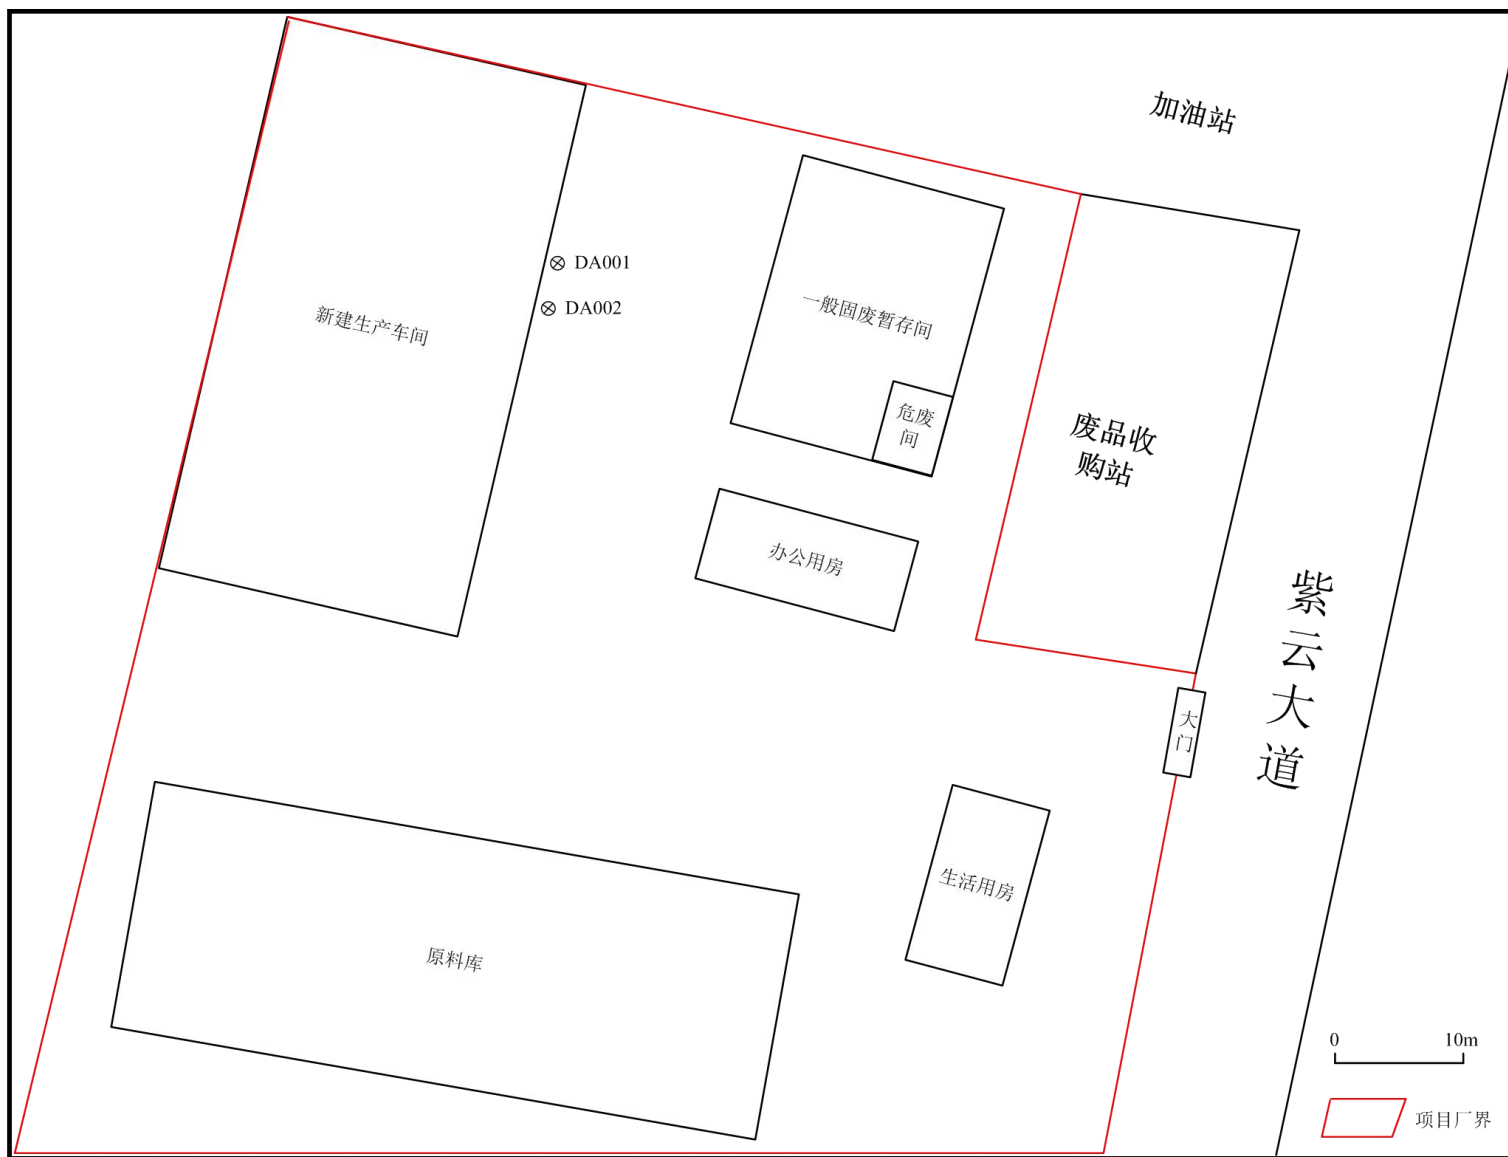 加油站
DA001
DA002
新建生产车间
一般固废暂存间
危废
间
废品收
购站
办公用房
紫
云
大
道
大
门
生活用房
原料库
0 10m
项目厂界